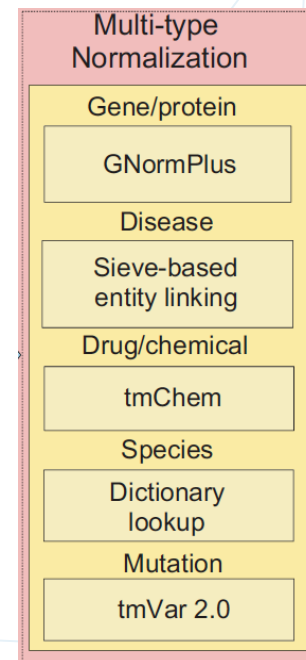 Multi-type
Normalization
Gene/protein
GNormPlus
Disease
Sieve-based
entity linking
Drug/chemical
tmChem
Species
Dictionary
lookup
Mutation
tmVar 2.0